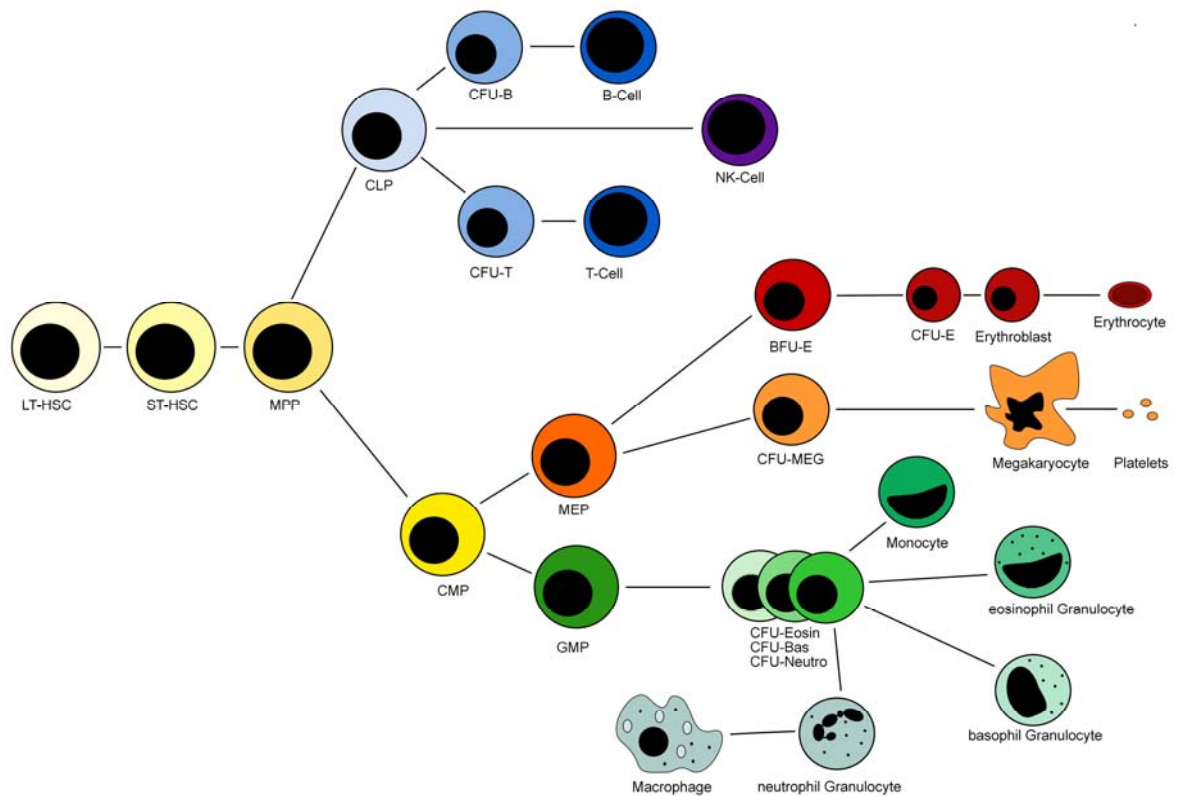 CFU-B
B-Cell
CLP
NK-Cell
CFU-T
T-Cell
LT-HSC
ST-HSC
MPP
BFU-E
CFU-E
Erythroblast
Erythrocyte
MEP
CFU-MEG
Megakaryocyte
Platelets
CMP
GMP
Monocyte
CFU-Eosin
CFU-Bas
CFU-Neutro
eosinophil Granulocyte
basophil Granulocyte
Macrophage
neutrophil Granulocyte